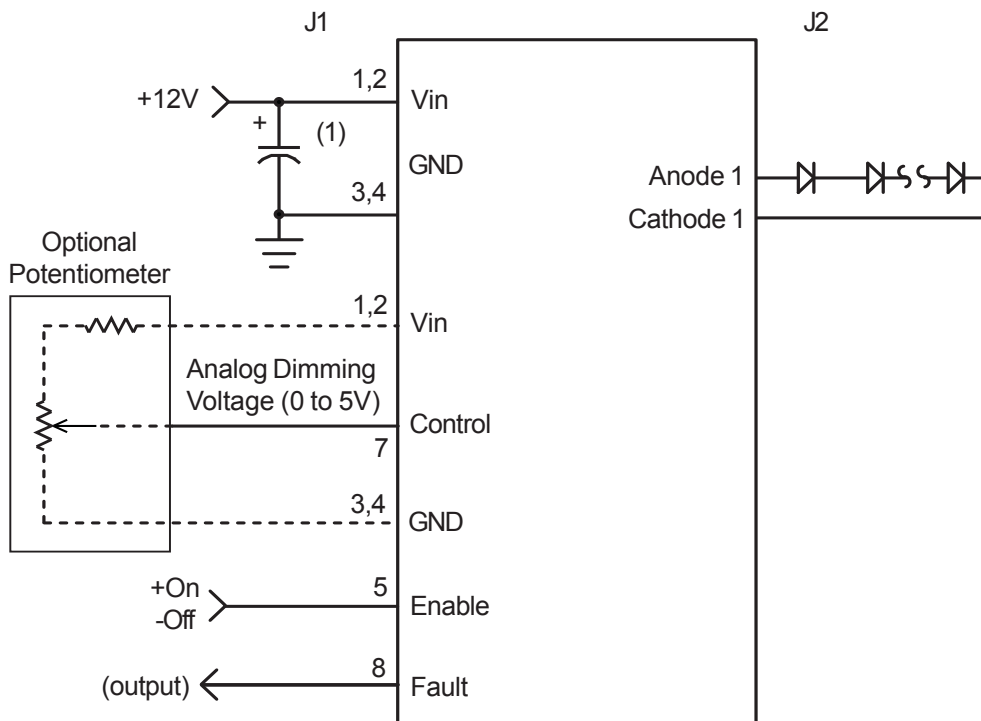 J1
J2
+12V
1,2
Vin
+
(1)
GND
3,4
Anode 1
Cathode 1
Optional
Potentiometer
1,2
Vin
Analog Dimming
Voltage (0 to 5V)
Control
7
3,4
GND
+On
-Off
5
Enable
(output)
8
Fault